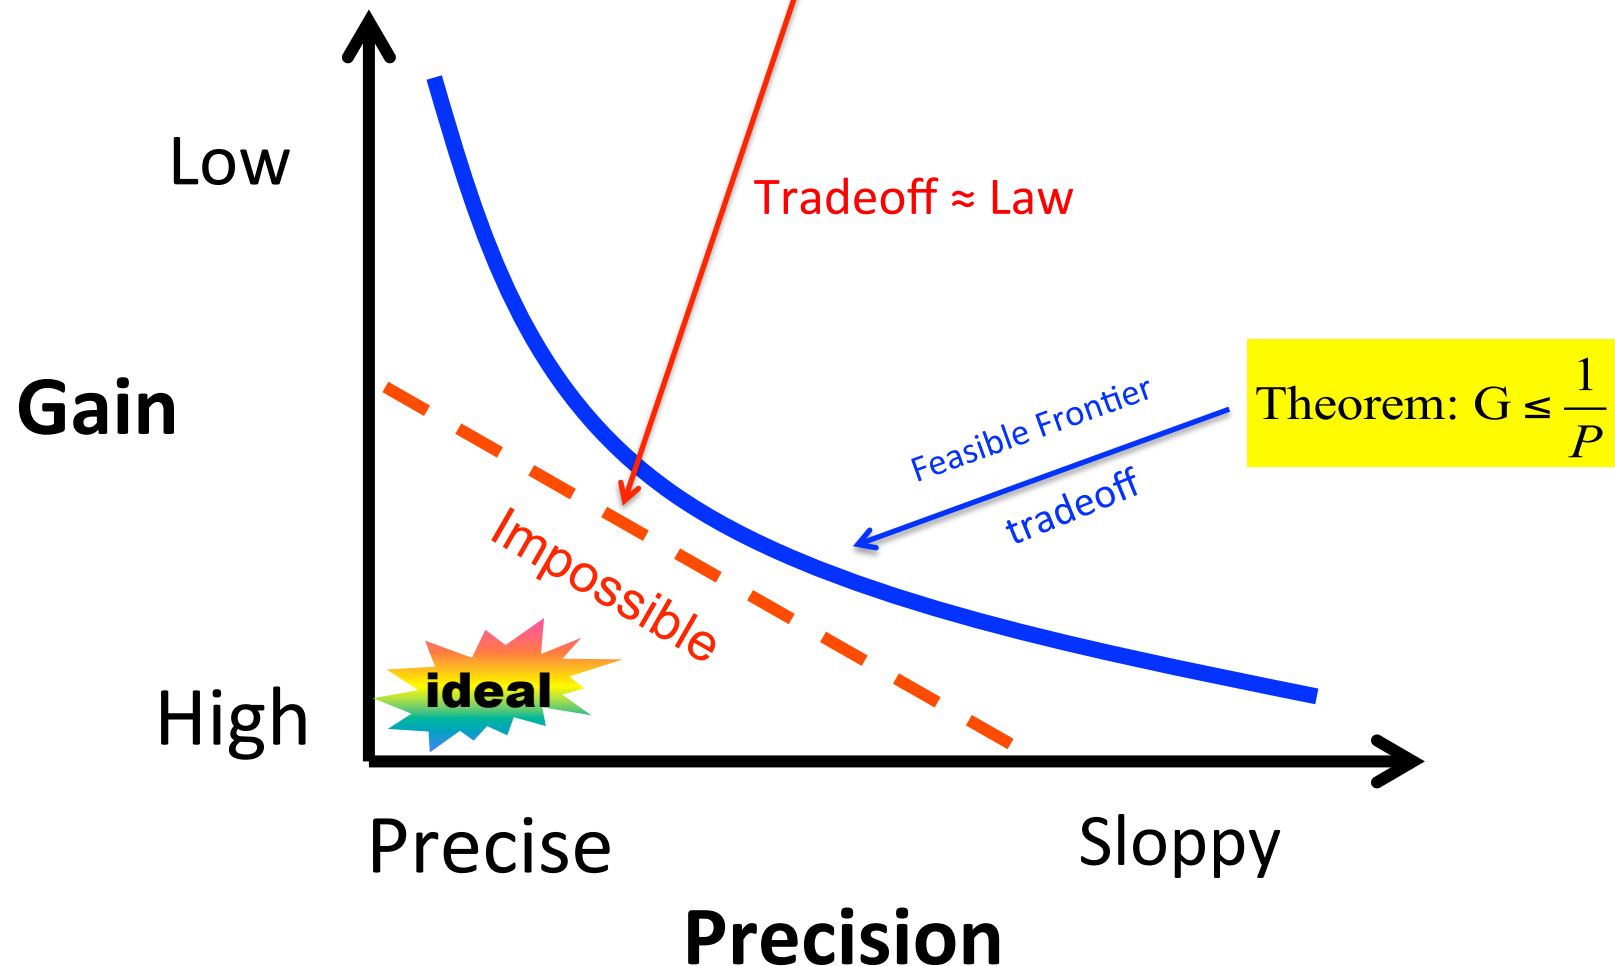 Low
Tradeoff ≈ Law
Gain
Feasible Frontier
tradeoff
Theorem: G ≤ 1/P
Impossible
ideal
High
Precise
Sloppy
Precision